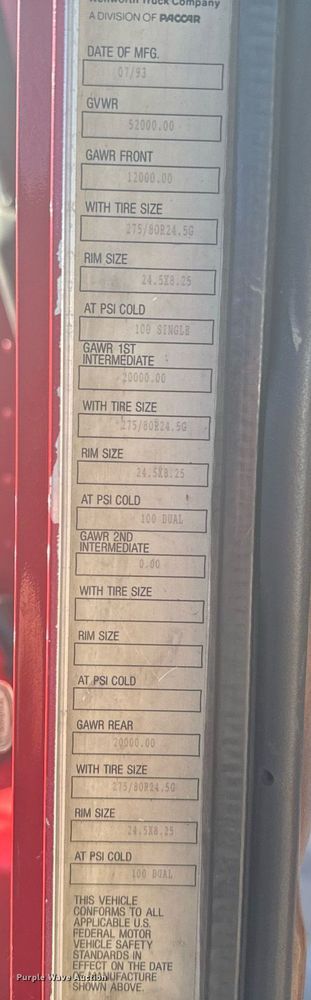 Kenworth Truck Company
A DIVISION OF PACCAR
DATE OF MFG.
07/93
GVWR
52000.00
GAWR FRONT
12000.00
WITH TIRE SIZE
275/80R24.5G
RIM SIZE
24.5X8.25
AT PSI COLD
100 SINGLE
GAWR 1ST
INTERMEDIATE
20000.00
WITH TIRE SIZE
275/80R24.5G
RIM SIZE
24.5X8.25
AT PSI COLD
100 DUAL
GAWR 2ND
INTERMEDIATE
0.00
WITH TIRE SIZE
RIM SIZE
AT PSI COLD
GAWR REAR
20000.00
WITH TIRE SIZE
275/80R24.5G
RIM SIZE
24.5X8.25
AT PSI COLD
100 DUAL
THIS VEHICLE
CONFORMS TO ALL
APPLICABLE U.S.
FEDERAL MOTOR
VEHICLE SAFETY
STANDARDS IN
EFFECT ON THE DATE
OF MANUFACTURE
SHOWN ABOVE.
Purple Wave Auction